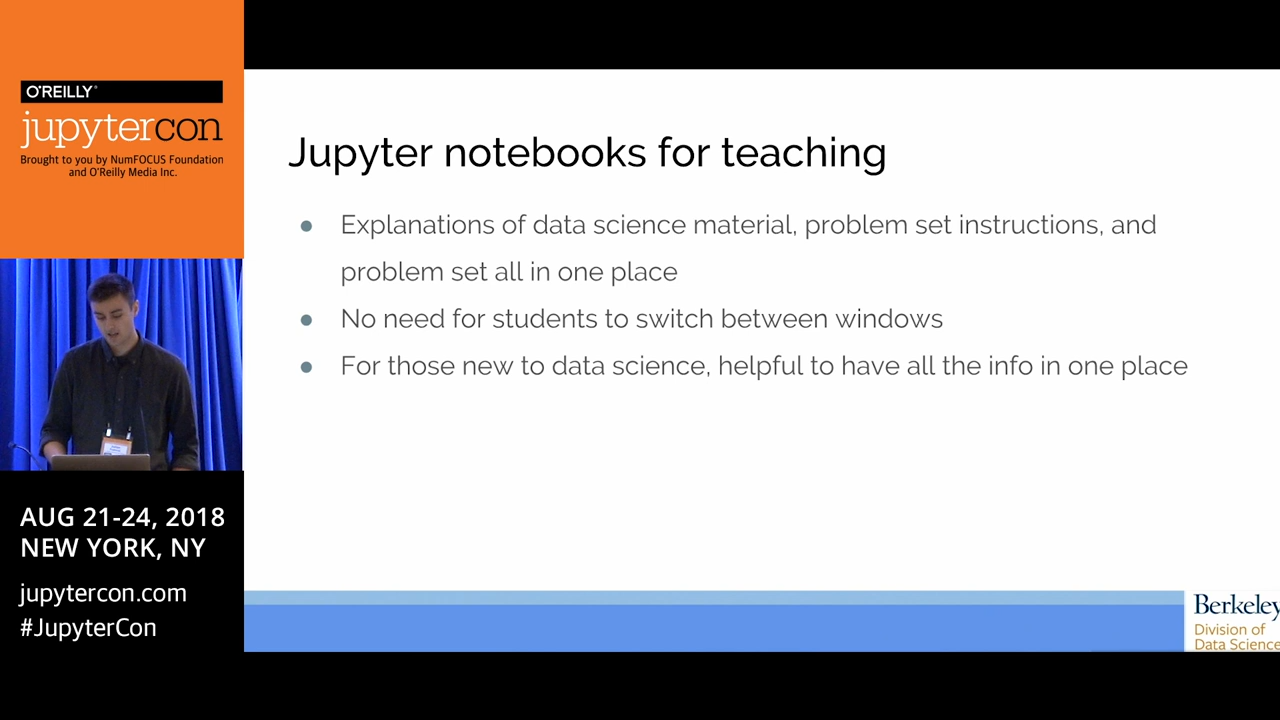 O'REILLY®
jupytercon
Brought to you by NumFOCUS Foundation
and O'Reilly Media Inc.
Jupyter notebooks for teaching
● Explanations of data science material, problem set instructions, and
problem set all in one place
● No need for students to switch between windows
● For those new to data science, helpful to have all the info in one place
AUG 21-24, 2018
NEW YORK, NY
jupytercon.com
#JupyterCon
Berkeley
Division of
Data Science